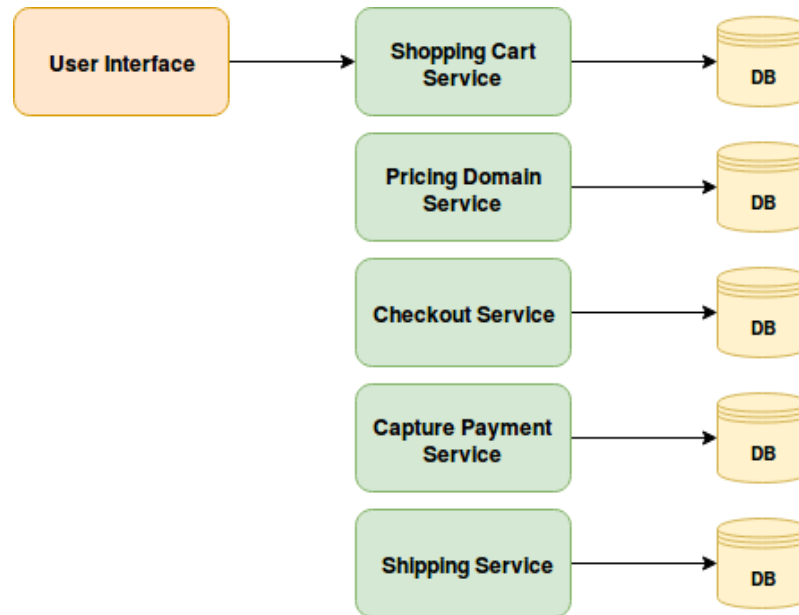 User Interface
Shopping Cart
Service
DB
Pricing Domain
Service
DB
Checkout Service
DB
Capture Payment
Service
DB
Shipping Service
DB